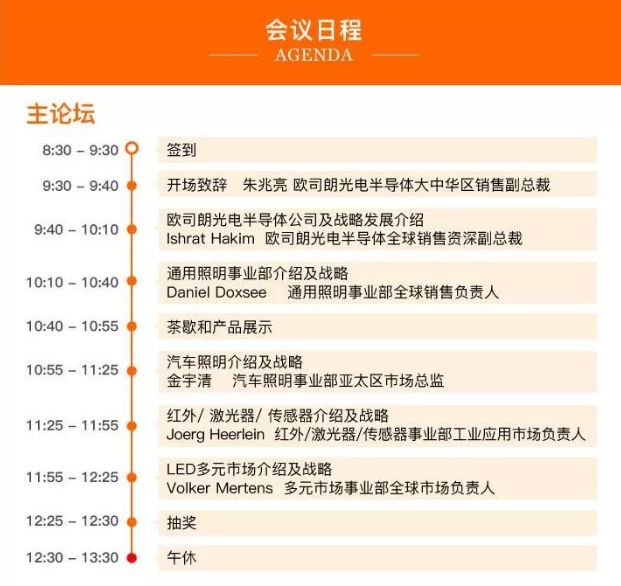 会议日程
AGENDA
主论坛
8:30 – 9:30 签到
9:30 – 9:40 开场致辞 朱兆亮 欧司朗光电半导体大中华区销售副总裁
9:40 – 10:10 欧司朗光电半导体公司及战略发展介绍
Ishrat Hakim 欧司朗光电半导体全球销售资深副总裁
10:10 – 10:40 通用照明事业部介绍及战略
Daniel Doxsee 通用照明事业部全球销售负责人
10:40 – 10:55 茶歇和产品展示
10:55 – 11:25 汽车照明介绍及战略
金宇清 汽车照明事业部亚太区市场总监
11:25 – 11:55 红外/ 激光器/ 传感器介绍及战略
Joerg Heerlein 红外/激光器/传感器事业部工业应用市场负责人
11:55 – 12:25 LED多元市场介绍及战略
Volker Mertens 多元市场事业部全球市场负责人
12:25 – 12:30 抽奖
12:30 – 13:30 午休